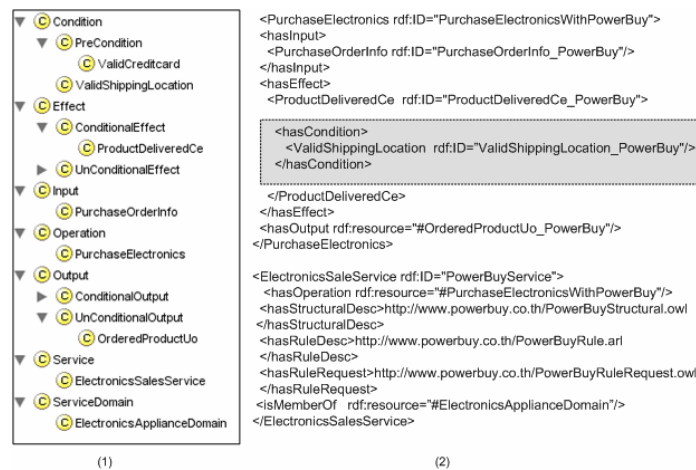 Condition
PreCondition
ValidCreditcard
ValidShippingLocation
Effect
ConditionalEffect
ProductDeliveredCe
UnConditionalEffect
Input
PurchaseOrderInfo
Operation
PurchaseElectronics
Output
ConditionalOutput
UnConditionalOutput
OrderedProductUo
Service
ElectronicsSalesService
ServiceDomain
ElectronicsApplianceDomain
(1)
<PurchaseElectronics rdf:ID="PurchaseElectronicsWithPowerBuy">
<hasInput>
<PurchaseOrderInfo rdf:ID="PurchaseOrderInfo_PowerBuy"/>
</hasInput>
<hasEffect>
<ProductDeliveredCe rdf:ID="ProductDeliveredCe_PowerBuy">
<hasCondition>
<ValidShippingLocation rdf:ID="ValidShippingLocation_PowerBuy"/>
</hasCondition>
</ProductDeliveredCe>
</hasEffect>
<hasOutput rdf:resource="#OrderedProductUo_PowerBuy"/>
</PurchaseElectronics>
<ElectronicsSaleService rdf:ID="PowerBuyService">
<hasOperation rdf:resource="#PurchaseElectronicsWithPowerBuy"/>
<hasStructuralDesc>http://www.powerbuy.co.th/PowerBuyStructural.owl
</hasStructuralDesc>
<hasRuleDesc>http://www.powerbuy.co.th/PowerBuyRule.arl
</hasRuleDesc>
<hasRuleRequest>http://www.powerbuy.co.th/PowerBuyRuleRequest.owl
</hasRuleRequest>
<isMemberOf rdf:resource="#ElectronicsApplianceDomain"/>
</ElectronicsSalesService>
(2)